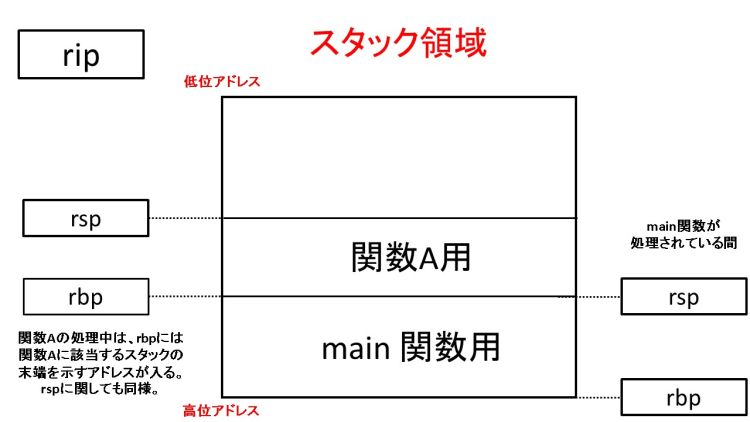 rip
スタック領域
低位アドレス
rsp
関数A用
main関数が
処理されている間
rbp
rsp
main 関数用
関数Aの処理中は、rbpには
関数Aに該当するスタックの
末端を示すアドレスが入る。
rspに関しても同様。
高位アドレス
rbp